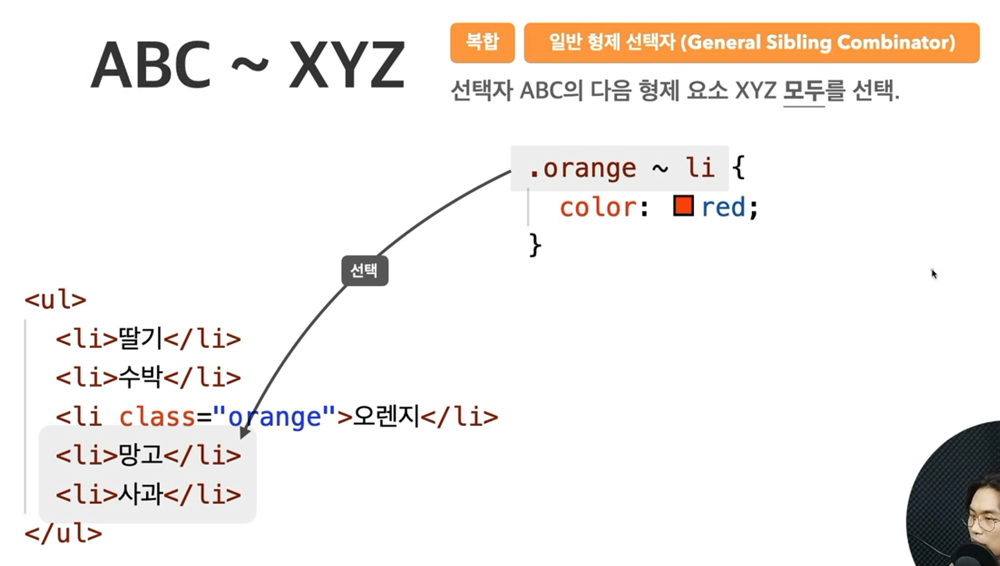 ABC ~ XYZ
복합
일반 형제 선택자 (General Sibling Combinator)
선택자 ABC의 다음 형제 요소 XYZ 모두를 선택.
.orange ~ li {
color: red;
}
선택
<ul>
<li>딸기</li>
<li>수박</li>
<li class="orange">오렌지</li>
<li>망고</li>
<li>사과</li>
</ul>